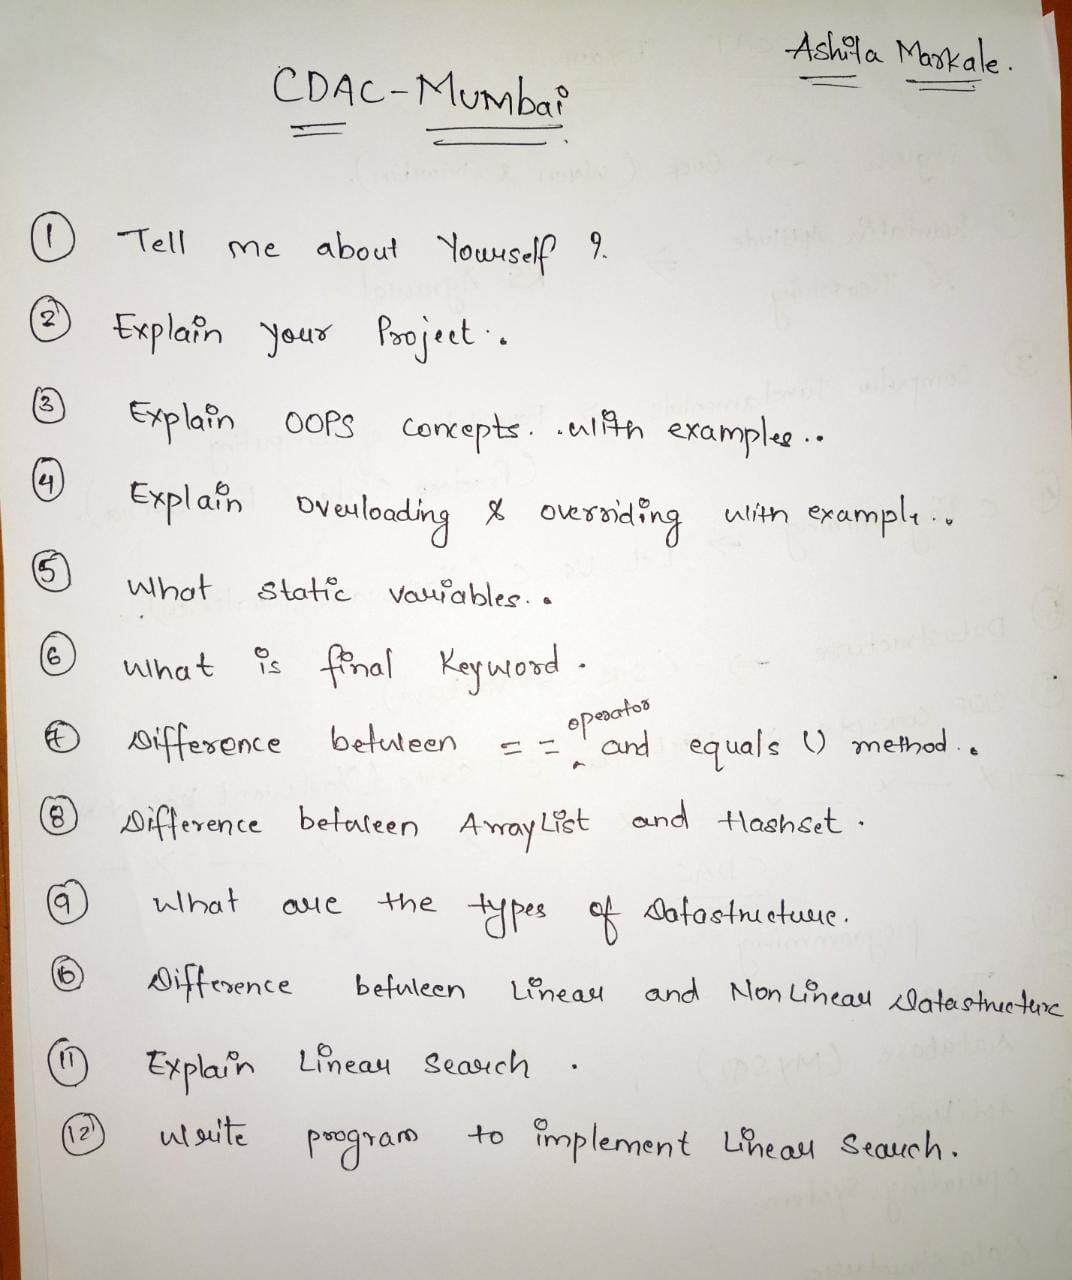 Ashita Markale.
CDAC-Mumbai
1 Tell me about Yourself ?.
2 Explain your Project..
3 Explain OOPS concepts. .with examples..
4 Explain overloading & overriding with example..
5 What static variables..
6 What is final Keyword.
7 Difference between == operator and equals () method..
8 Difference between ArrayList and Hashset.
9 What are the types of Datastructure.
10 Difference between Linear and Non Linear Datastructure
11 Explain Linear Search.
12 Write program to implement Linear Search.